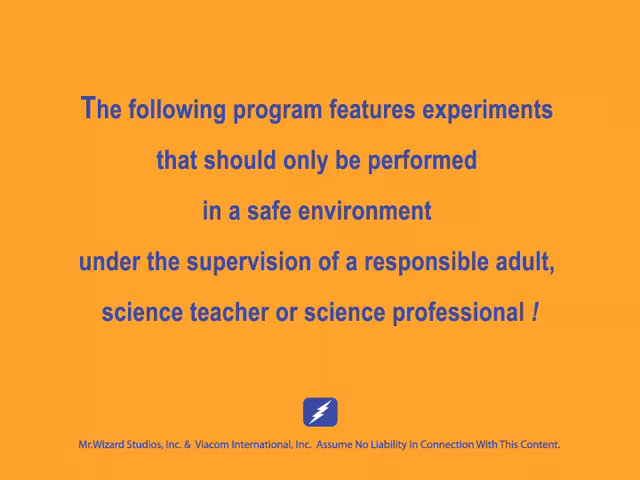 The following program features experiments
that should only be performed
in a safe environment
under the supervision of a responsible adult,
science teacher or science professional !
Mr.Wizard Studios, Inc. & Viacom International, Inc. Assume No Liability In Connection With This Content.